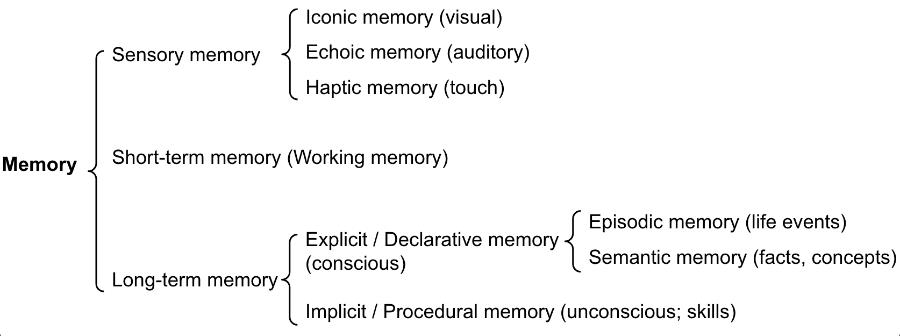 Iconic memory (visual)
Sensory memory
Echoic memory (auditory)
Haptic memory (touch)
Memory
Short-term memory (Working memory)
Long-term memory
Explicit / Declarative memory
(conscious)
Episodic memory (life events)
Semantic memory (facts, concepts)
Implicit / Procedural memory (unconscious; skills)